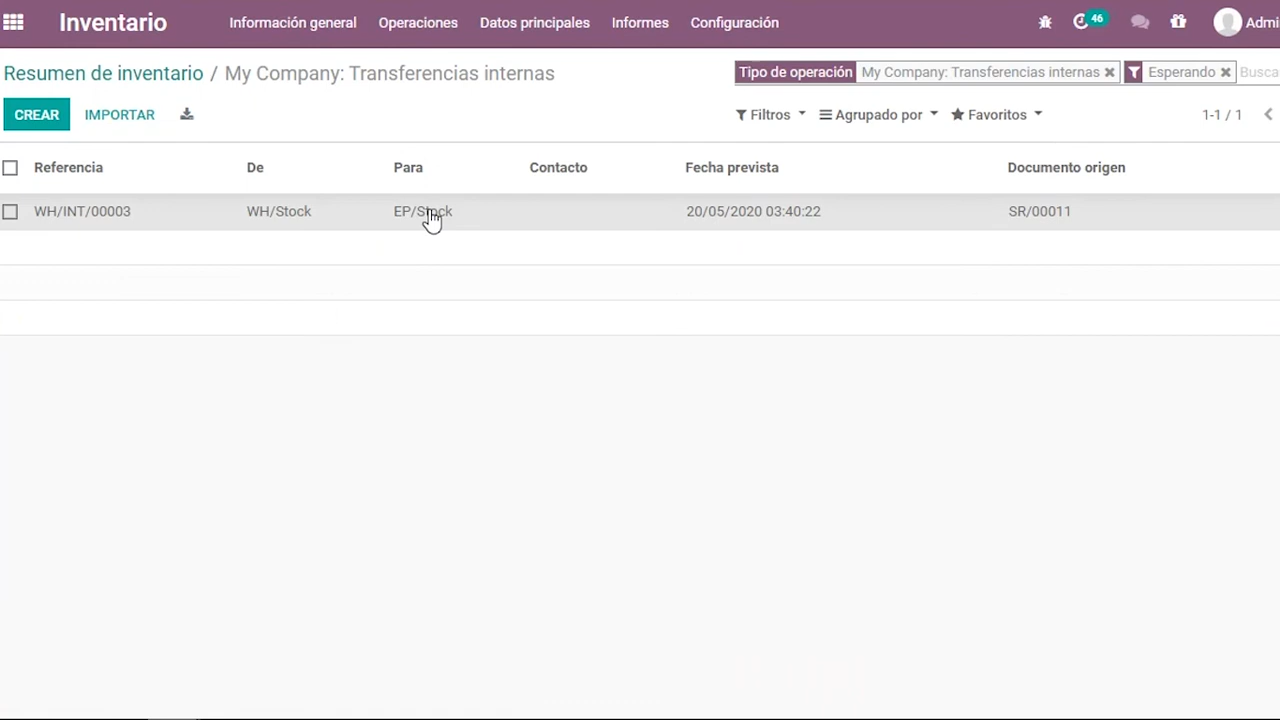 Inventario Información general Operaciones Datos principales Informes Configuración 46
Resumen de inventario / My Company: Transferencias internas Tipo de operación My Company: Transferencias internas Esperando
CREAR IMPORTAR Filtros Agrupado por Favoritos 1-1 / 1
Referencia De Para Contacto Fecha prevista Documento origen
WH/INT/00003 WH/Stock EP/Stock 20/05/2020 03:40:22 SR/00011